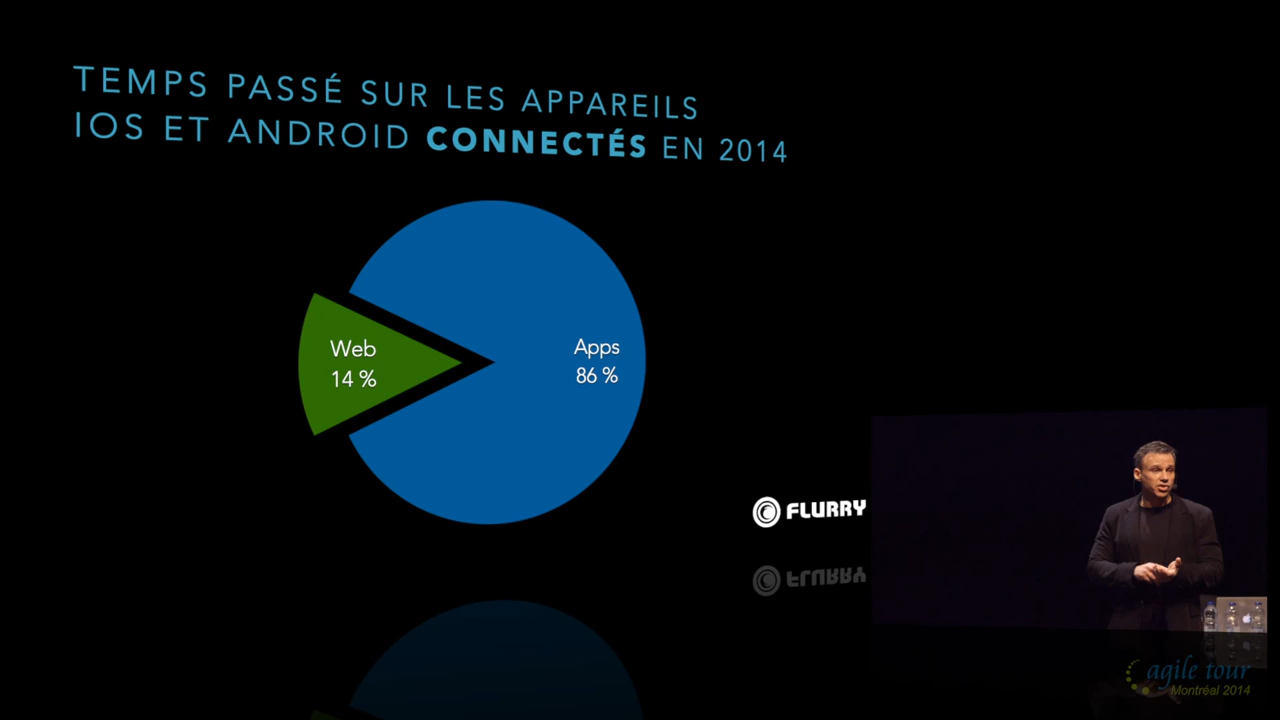 TEMPS PASSÉ SUR LES APPAREILS
IOS ET ANDROID CONNECTÉS EN 2014
Web
14 %
Apps
86 %
FLURRY
agile tour
Montréal 2014